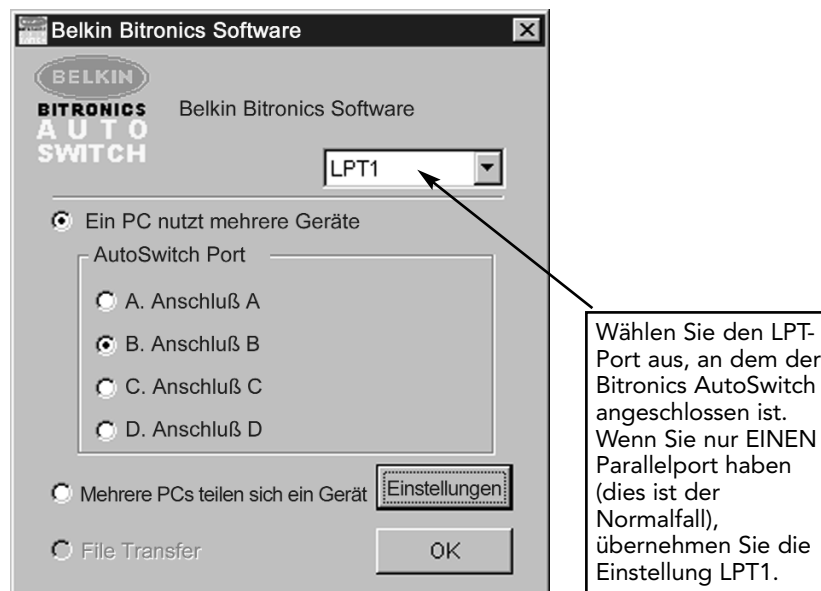 Belkin Bitronics Software
BELKIN
BITRONICS
AUTO
SWITCH
Belkin Bitronics Software
LPT1
Ein PC nutzt mehrere Geräte
AutoSwitch Port
A. Anschluß A
B. Anschluß B
C. Anschluß C
D. Anschluß D
Mehrere PCs teilen sich ein Gerät
Einstellungen
File Transfer
OK
Wählen Sie den LPT-
Port aus, an dem der
Bitronics AutoSwitch
angeschlossen ist.
Wenn Sie nur EINEN
Parallelport haben
(dies ist der
Normalfall),
übernehmen Sie die
Einstellung LPT1.